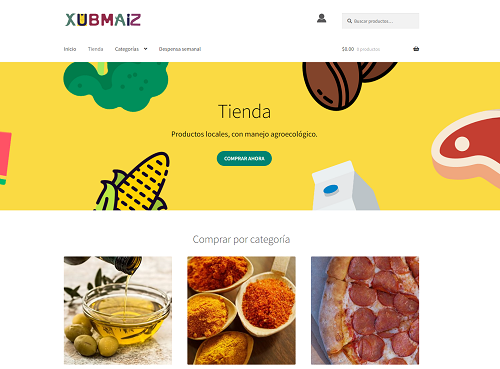 XUBMAIZ
Buscar productos...
Inicio Tienda Categorías Despensa semanal $0.00 0 productos
Tienda
Productos locales, con manejo agroecológico.
COMPRAR AHORA
Comprar por categoría